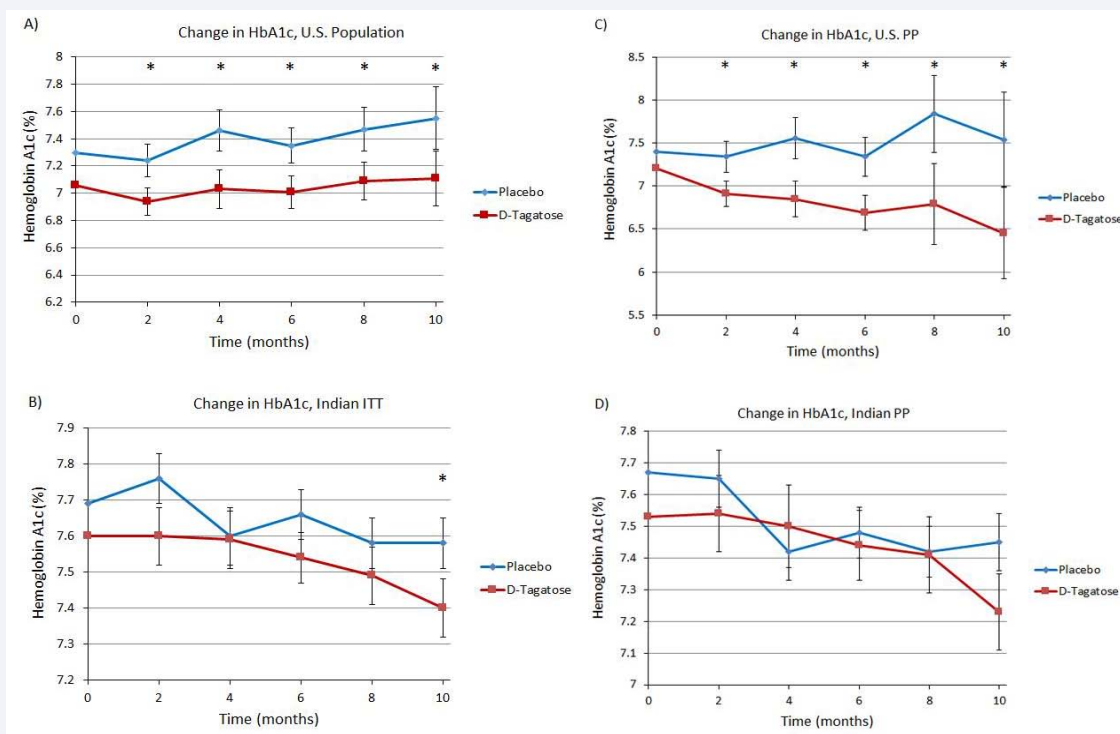 A)
Change in HbA1c, U.S. Population
8
7.8
7.6
7.4
7.2
7
6.8
6.6
6.4
6.2
Hemoglobin A1c (%)
* * * * *
0 2 4 6 8 10
Time (months)
Placebo
D-Tagatose
C)
Change in HbA1c, U.S. PP
8.5
8
7.5
7
6.5
6
5.5
Hemoglobin A1c (%)
* * * * *
0 2 4 6 8 10
Time (months)
Placebo
D-Tagatose
B)
Change in HbA1c, Indian ITT
7.9
7.8
7.7
7.6
7.5
7.4
7.3
7.2
Hemoglobin A1c (%)
*
0 2 4 6 8 10
Time (months)
Placebo
D-Tagatose
D)
Change in HbA1c, Indian PP
7.8
7.7
7.6
7.5
7.4
7.3
7.2
7.1
7
Hemoglobin A1c (%)
0 2 4 6 8 10
Time (months)
Placebo
D-Tagatose